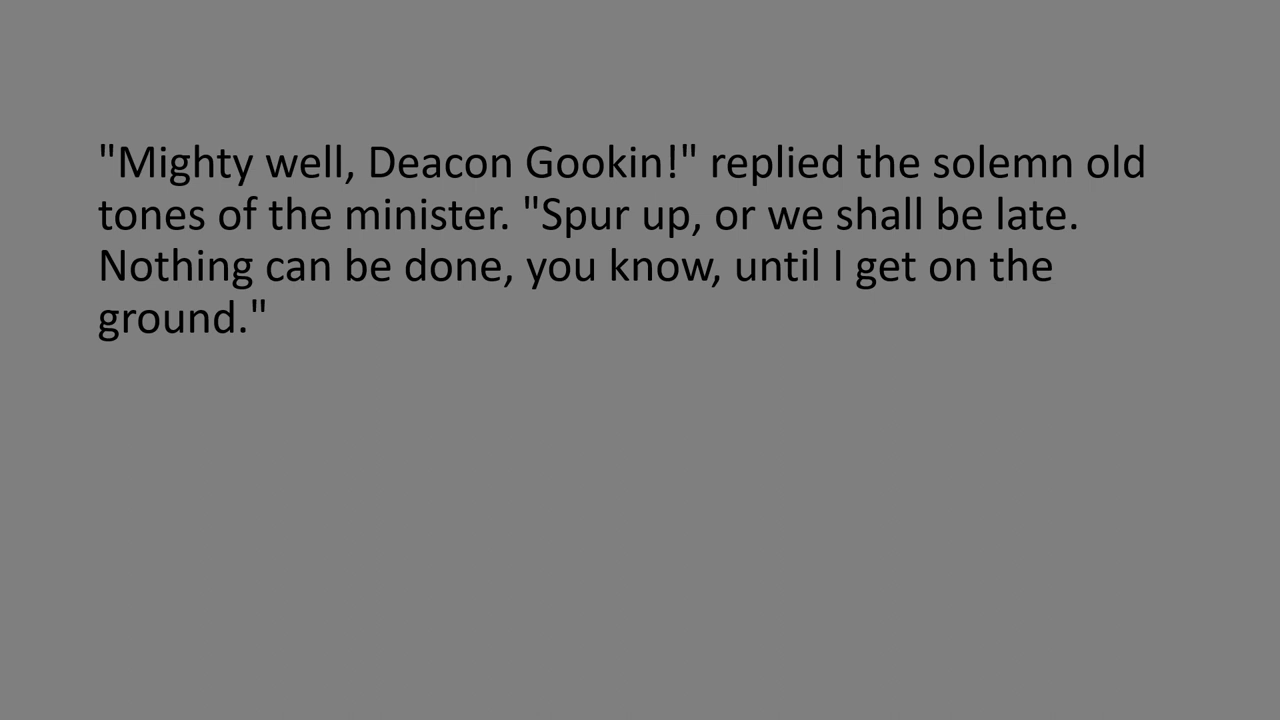 "Mighty well, Deacon Gookin!" replied the solemn old
tones of the minister. "Spur up, or we shall be late.
Nothing can be done, you know, until I get on the
ground."